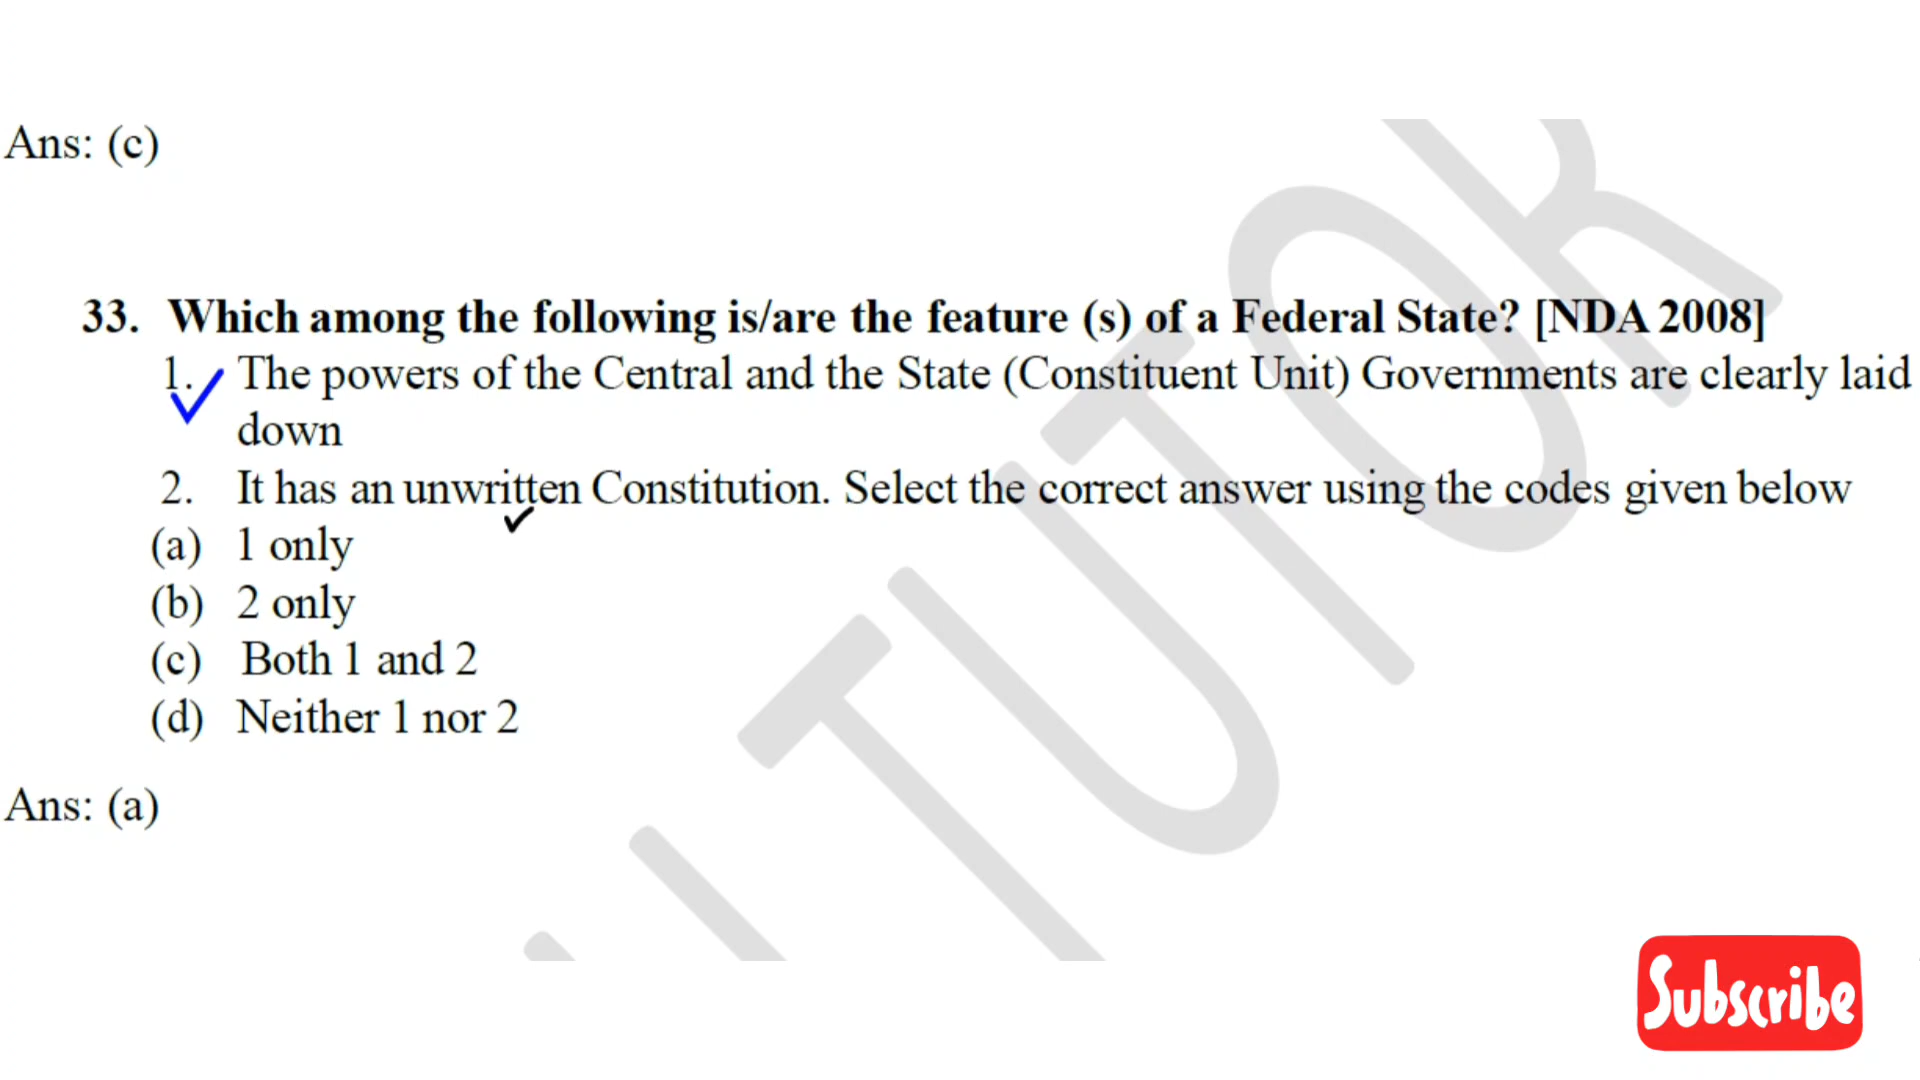 Ans: (c)
33. Which among the following is/are the feature (s) of a Federal State? [NDA 2008]
1. The powers of the Central and the State (Constituent Unit) Governments are clearly laid
down
2. It has an unwritten Constitution. Select the correct answer using the codes given below
(a) 1 only
(b) 2 only
(c) Both 1 and 2
(d) Neither 1 nor 2
Ans: (a)
TUTOR
Subscribe